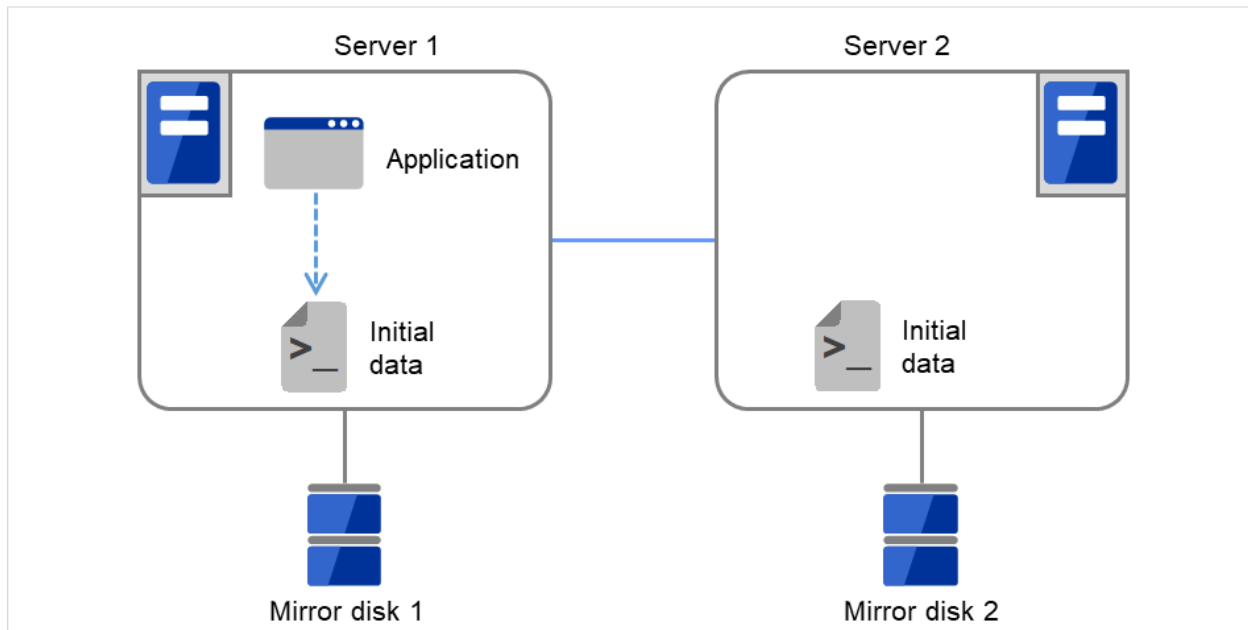 Server 1
Server 2
Application
Initial
data
Initial
data
>_
>_
Mirror disk 1
Mirror disk 2